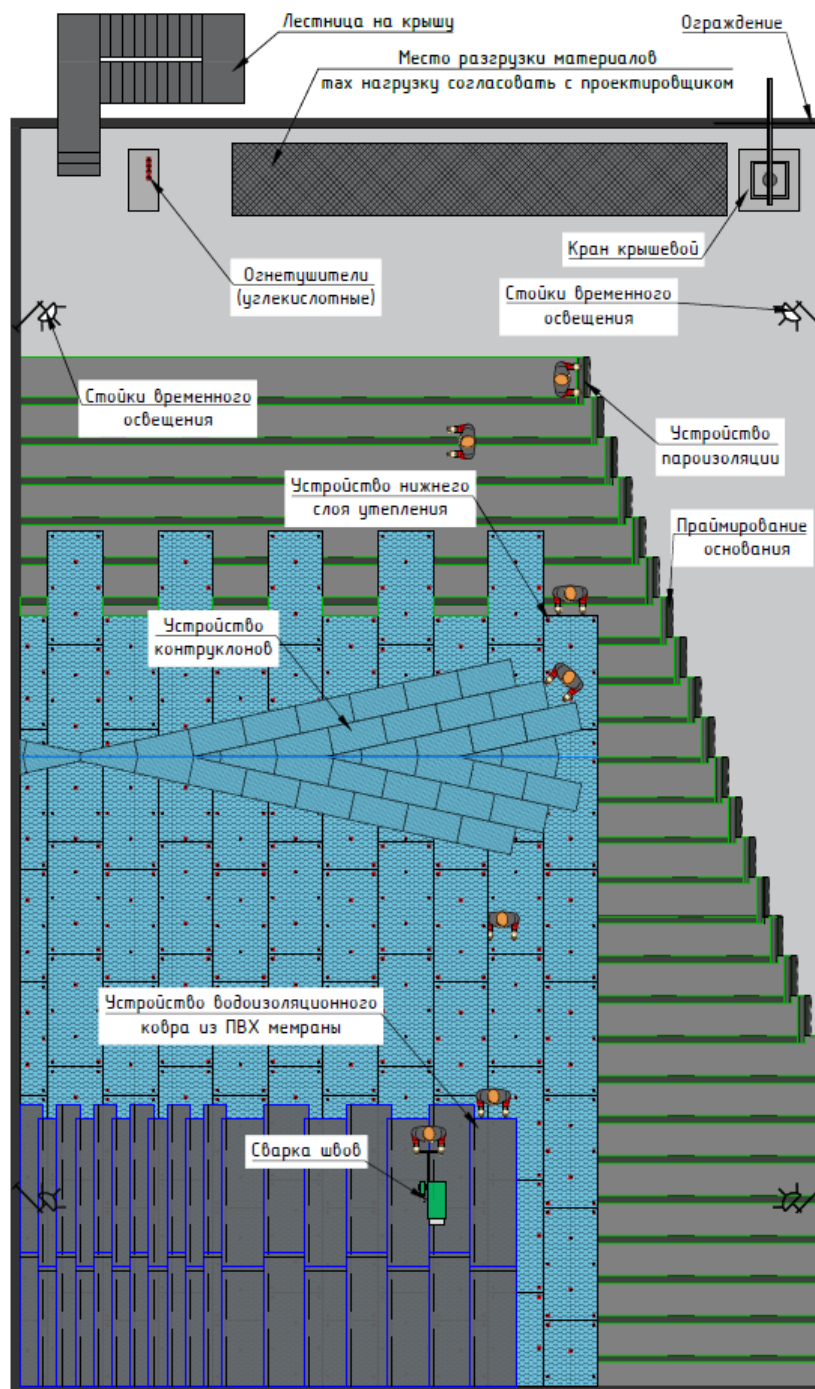 Лестница на крышу
Ограждение
Место разгрузки материалов
max нагрузку согласовать с проектировщиком
Кран крышевой
Огнетушители
(углекислотные)
Стойки временного
освещения
Стойки временного
освещения
Устройство
пароизоляции
Устройство нижнего
слоя утепления
Праймирование
основания
Устройство
контруклонов
Устройство водоизоляционного
ковра из ПВХ мемраны
Сварка швов